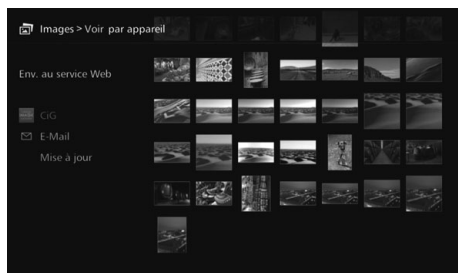 Images > Voir par appareil
Env. au service Web
CiG
E-Mail
Mise à jour